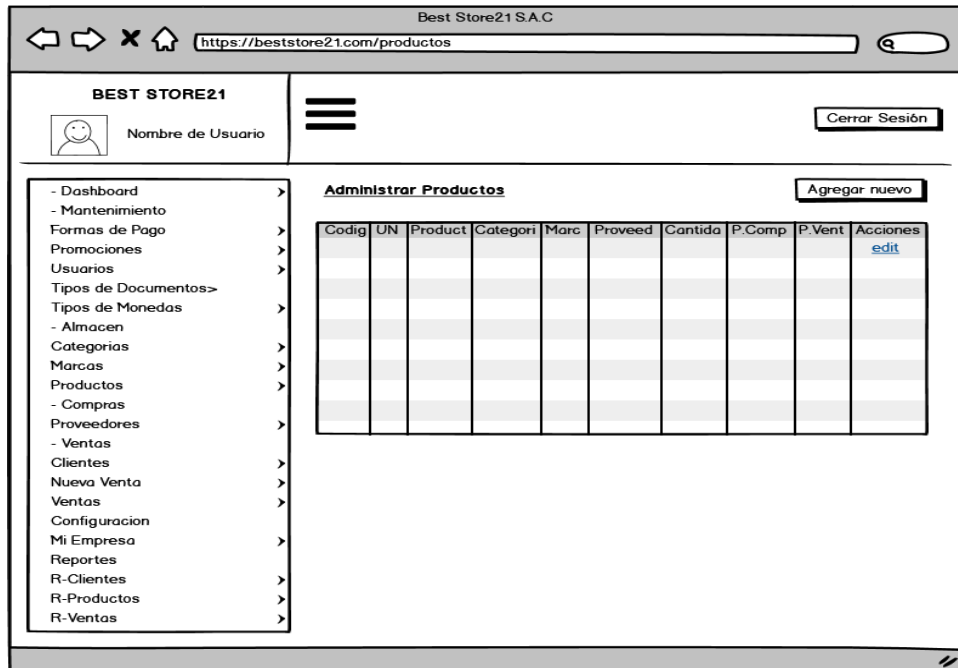 Best Store21 S.A.C
https://beststore21.com/productos
BEST STORE21
Nombre de Usuario
Cerrar Sesión
- Dashboard
- Mantenimiento
Formas de Pago
Promociones
Usuarios
Tipos de Documentos>
Tipos de Monedas
- Almacen
Categorias
Marcas
Productos
- Compras
Proveedores
- Ventas
Clientes
Nueva Venta
Ventas
Configuracion
Mi Empresa
Reportes
R-Clientes
R-Productos
R-Ventas
Administrar Productos
Agregar nuevo
Codig UN Product Categori Marc Proveed Cantida P.Comp P.Vent Acciones
edit